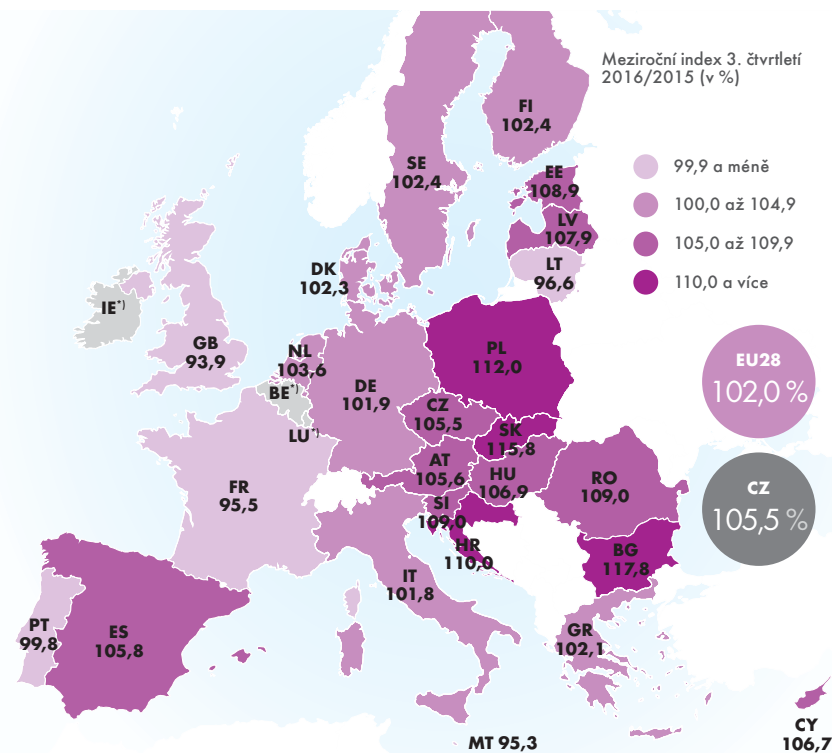 Meziroční index 3. čtvrtletí
2016/2015 (v %)
99,9 a méně
100,0 až 104,9
105,0 až 109,9
110,0 a více
EU28
102,0 %
CZ
105,5 %
FI
102,4
SE
102,4
EE
108,9
LV
107,9
LT
96,6
DK
102,3
IE*)
GB
93,9
NL
103,6
BE*)
LU*)
DE
101,9
PL
112,0
CZ
105,5
SK
115,8
AT
105,6
HU
106,9
RO
109,0
SI
109,0
HR
110,0
BG
117,8
FR
95,5
IT
101,8
PT
99,8
ES
105,8
GR
102,1
MT 95,3
CY
106,7